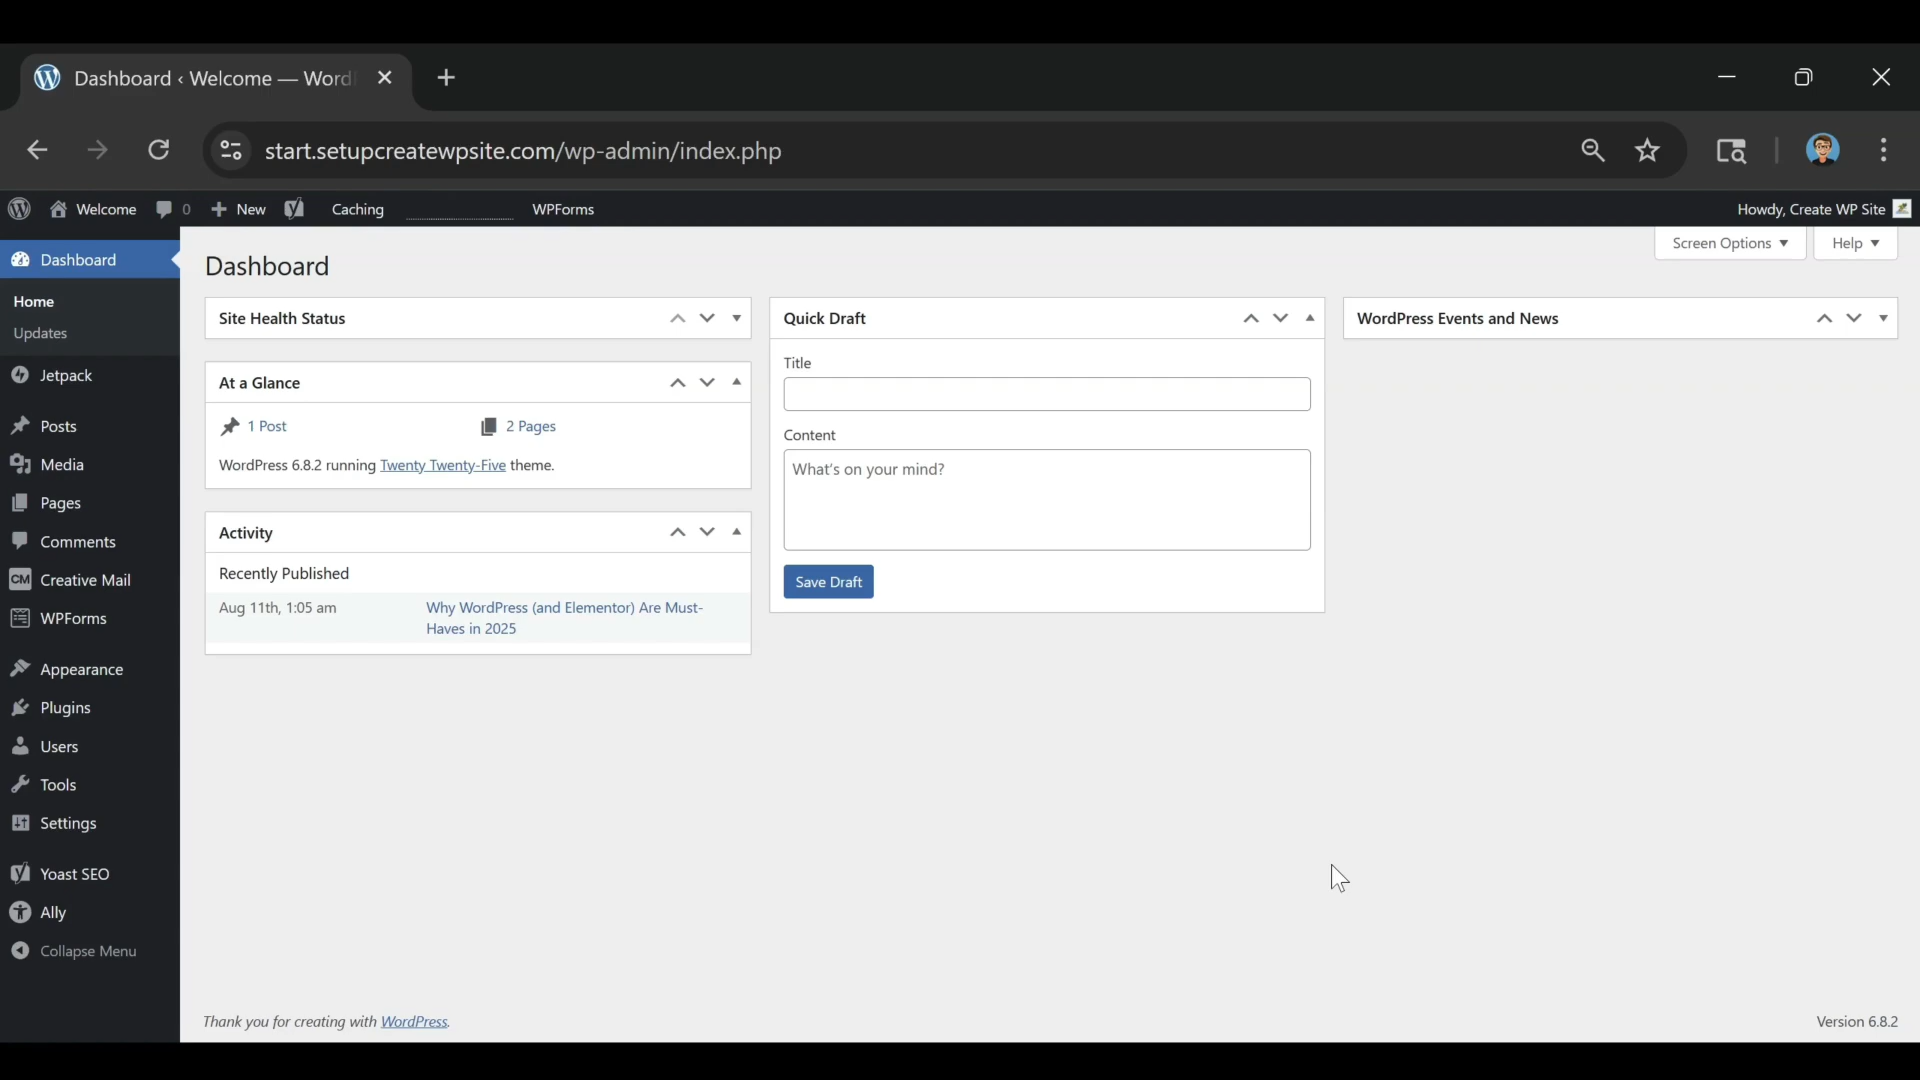 Dashboard ‹ Welcome — Word
start.setupcreatewpsite.com/wp-admin/index.php
Welcome 0 New Caching WPForms Howdy, Create WP Site
Screen Options Help
Dashboard
Home
Updates
Jetpack
Posts
Media
Pages
Comments
CM Creative Mail
WPForms
Appearance
Plugins
Users
Tools
Settings
Yoast SEO
Ally
Collapse Menu
Dashboard
Site Health Status
At a Glance
1 Post 2 Pages
WordPress 6.8.2 running Twenty Twenty-Five theme.
Activity
Recently Published
Aug 11th, 1:05 am Why WordPress (and Elementor) Are Must-
Haves in 2025
Quick Draft
Title
Content
What's on your mind?
Save Draft
WordPress Events and News
Thank you for creating with WordPress.
Version 6.8.2